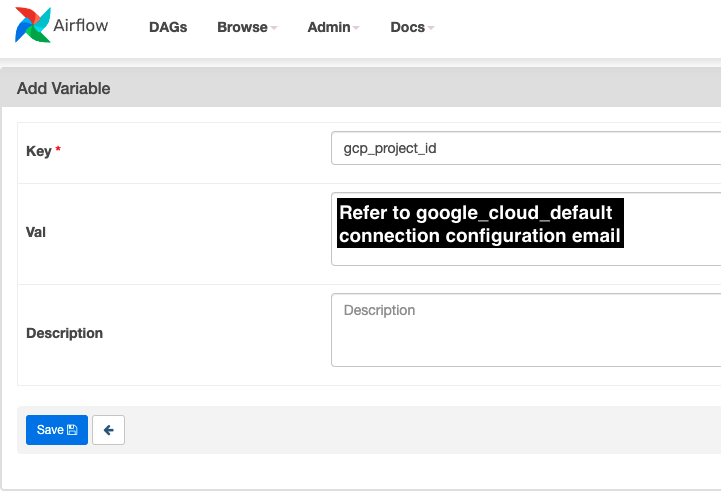 Airflow
DAGs
Browse
Admin
Docs
Add Variable
Key *
gcp_project_id
Val
Refer to google_cloud_default
connection configuration email
Description
Description
Save